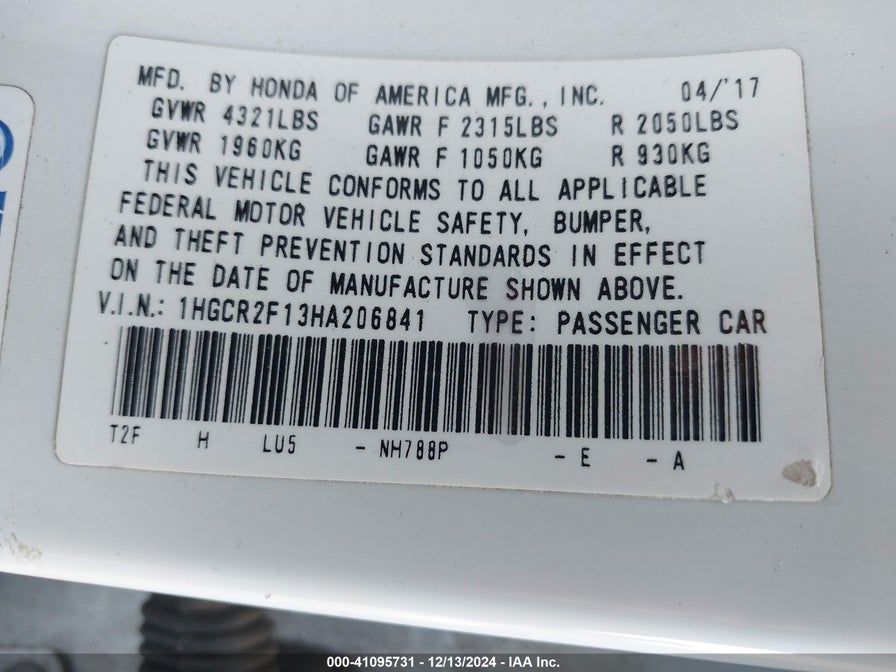 MFD. BY HONDA OF AMERICA MFG., INC. 04/'17
GVWR 4321LBS GAWR F 2315LBS R 2050LBS
GVWR 1960KG GAWR F 1050KG R 930KG
THIS VEHICLE CONFORMS TO ALL APPLICABLE
FEDERAL MOTOR VEHICLE SAFETY, BUMPER,
AND THEFT PREVENTION STANDARDS IN EFFECT
ON THE DATE OF MANUFACTURE SHOWN ABOVE.
V.I.N.: 1HGCR2F13HA206841 TYPE: PASSENGER CAR
T2F H LU5 - NH788P - E - A
000-41095731 - 12/13/2024 - IAA Inc.